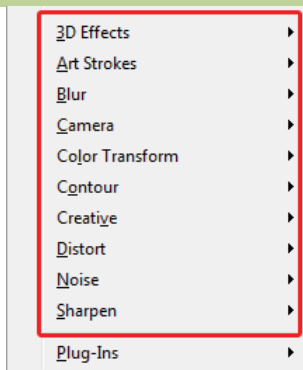 3D Effects
Art Strokes
Blur
Camera
Color Transform
Contour
Creative
Distort
Noise
Sharpen
Plug-Ins